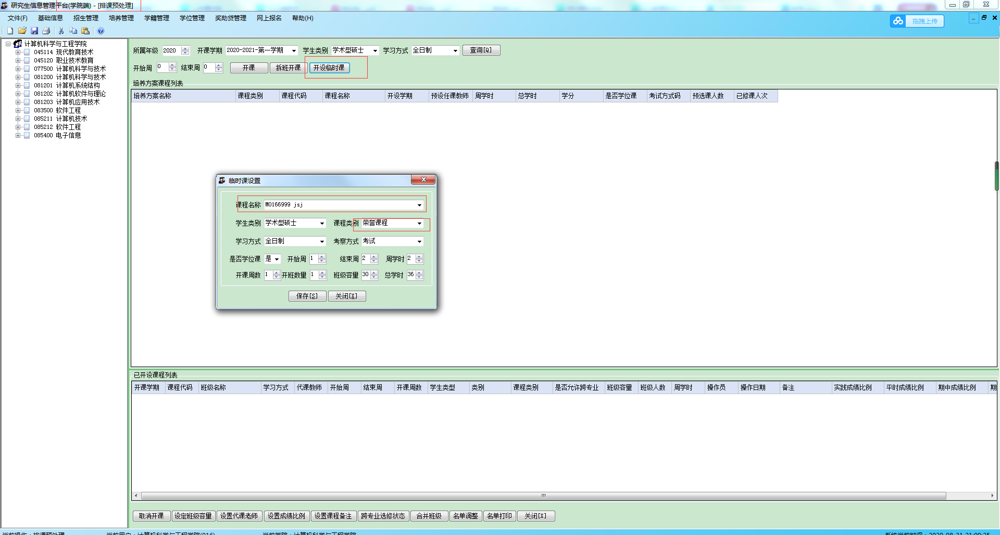 研究生信息管理平台(学院端) - [排课预处理]
文件(F) 基础信息 招生管理 培养管理 学籍管理 学位管理 奖助贷管理 网上报名 帮助(H)
拖拽上传
计算机科学与工程学院
045114 现代教育技术
045120 职业技术教育
077500 计算机科学与技术
081200 计算机科学与技术
081201 计算机系统结构
081202 计算机软件与理论
081203 计算机应用技术
083500 软件工程
085211 计算机技术
085212 软件工程
085400 电子信息
所属年级 2020 开课学期 2020-2021-第一学期 学生类别 学术型硕士 学习方式 全日制 查询[Q]
开始周 0 结束周 0 开课 拆班开课 开设临时课
培养方案课程列表
培养方案名称 课程类别 课程代码 课程名称 开设学期 预设任课教师 周学时 总学时 学分 是否学位课 考试方式码 预选课人数 已修课人次
临时课设置
课程名称 M0166999 jsj
学生类别 学术型硕士 课程类别 荣誉课程
学习方式 全日制 考察方式 考试
是否学位课 是 开始周 1 结束周 2 周学时 2
开课周数 1 开班数量 1 班级容量 30 总学时 36
保存[S] 关闭[X]
已开设课程列表
开课学期 课程代码 班级名称 学习方式 代课教师 开始周 结束周 开课周数 学生类型 类别 课程类别 是否允许跨专业 班级容量 班级人数 周学时 操作员 操作日期 备注 实践成绩比例 平时成绩比例 期中成绩比例 期
取消开课 设定班级容量 设置代课老师 设置成绩比例 设置课程备注 跨专业选修状态 合并班级 名单调整 名单打印 关闭[X]
当前操作：排课预处理 当前用户：计算机科学与工程学院(016) 当前学院：计算机科学与工程学院 系统当前时间：2020-08-31 21:09:25